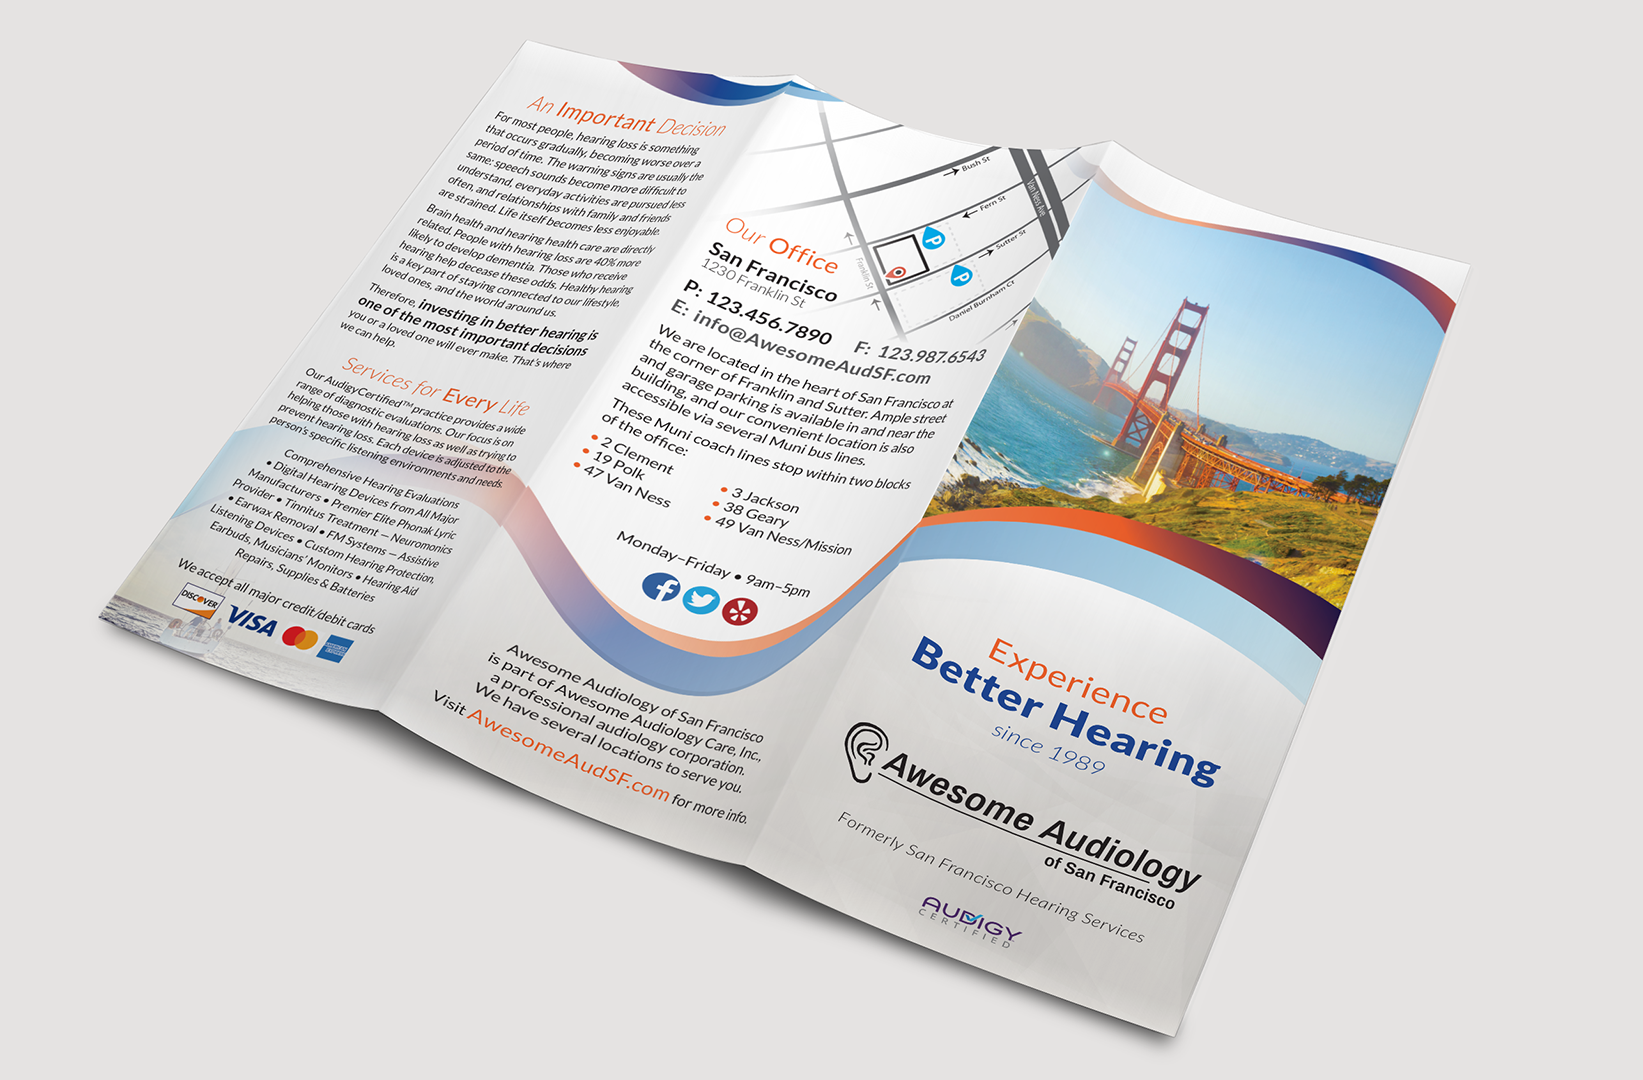 An Important Decision
For most people, hearing loss is something
that occurs gradually, becoming worse over a
period of time. The warning signs are usually the
same: speech sounds become more difficult to
understand, everyday activities are pursued less
often, and relationships with family and friends
are strained. Life itself becomes less enjoyable.
Brain health and hearing health care are directly
related. People with hearing loss are 40% more
likely to develop dementia. Those who receive
hearing help decease these odds. Healthy hearing
is a key part of staying connected to our lifestyle,
loved ones, and the world around us.
Therefore, investing in better hearing is
one of the most important decisions
you or a loved one will ever make. That's where
we can help.
Services for Every Life
Our AudigyCertified™ practice provides a wide
range of diagnostic evaluations. Our focus is on
helping those with hearing loss as well as trying to
prevent hearing loss. Each device is adjusted to the
person's specific listening environments and needs.
Comprehensive Hearing Evaluations
• Digital Hearing Devices from All Major
Manufacturers • Premier Elite Phonak Lyric
Provider • Tinnitus Treatment — Neuromonics
• Earwax Removal • FM Systems — Assistive
Listening Devices • Custom Hearing Protection.
Earbuds, Musicians' Monitors • Hearing Aid
Repairs, Supplies & Batteries
We accept all major credit/debit cards
DISCOVER
VISA
AMERICAN EXPRESS
Bush St
Van Ness Ave
Fern St
Sutter St
Franklin St
Daniel Burnham Ct
P
P
Our Office
San Francisco
1230 Franklin St
P: 123.456.7890 F: 123.987.6543
E: info@AwesomeAudSF.com
We are located in the heart of San Francisco at
the corner of Franklin and Sutter. Ample street
and garage parking is available in and near the
building, and our convenient location is also
accessible via several Muni bus lines.
These Muni coach lines stop within two blocks
of the office:
• 2 Clement
• 19 Polk
• 47 Van Ness
• 3 Jackson
• 38 Geary
• 49 Van Ness/Mission
Monday–Friday • 9am–5pm
Awesome Audiology of San Francisco
is part of Awesome Audiology Care, Inc.,
a professional audiology corporation.
We have several locations to serve you.
Visit AwesomeAudSF.com for more info.
Experience
Better Hearing
since 1989
Awesome Audiology
of San Francisco
Formerly San Francisco Hearing Services
AUDIGY
CERTIFIED